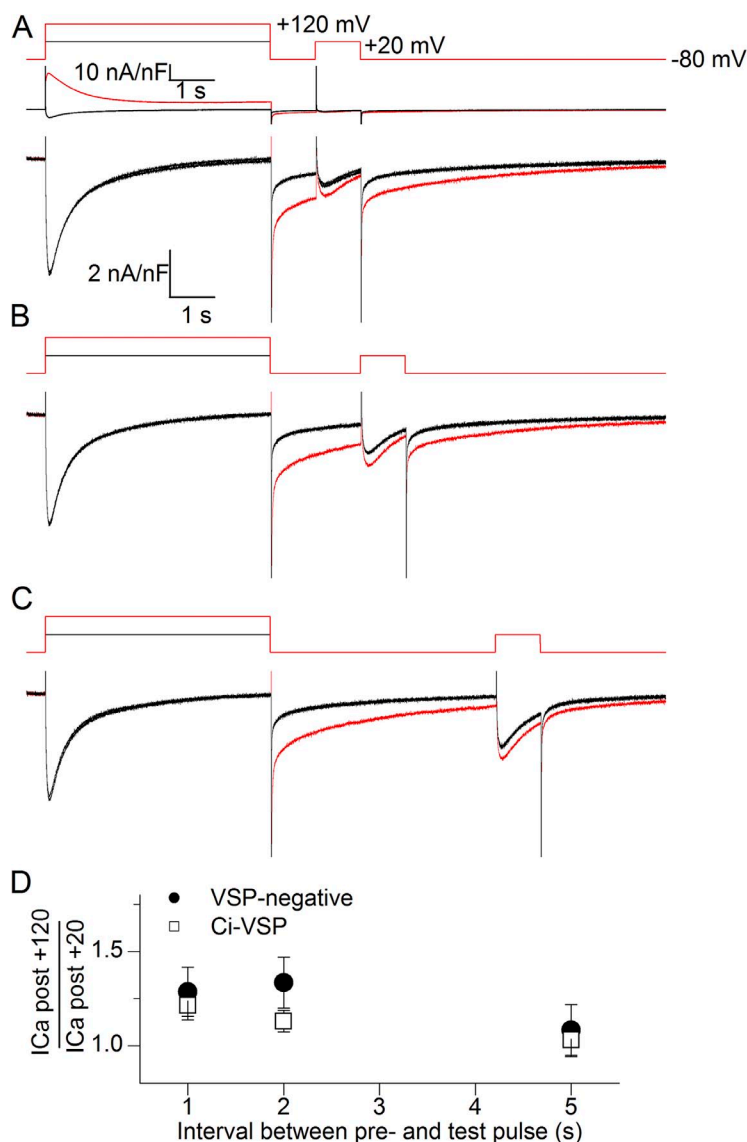 A
+120 mV
+20 mV
-80 mV
10 nA/nF
1 s
2 nA/nF
1 s
B
C
D
VSP-negative
Ci-VSP
ICa post +120
ICa post +20
1.5
1.0
1 2 3 4 5
Interval between pre- and test pulse (s)